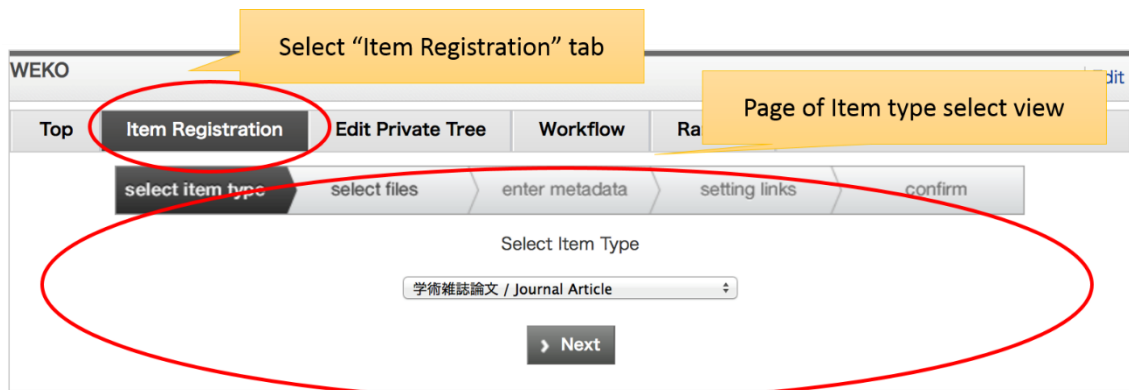 Select “Item Registration” tab
WEKO
Page of Item type select view
Top
Item Registration
Edit Private Tree
Workflow
select item type
select files
enter metadata
setting links
confirm
Select Item Type
学術雑誌論文 / Journal Article
Next